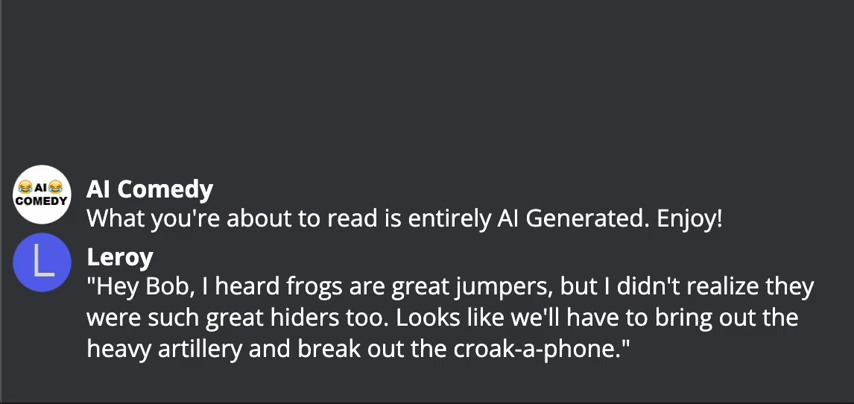 😂AI😂
COMEDY
AI Comedy
What you're about to read is entirely AI Generated. Enjoy!
L
Leroy
"Hey Bob, I heard frogs are great jumpers, but I didn't realize they
were such great hiders too. Looks like we'll have to bring out the
heavy artillery and break out the croak-a-phone."